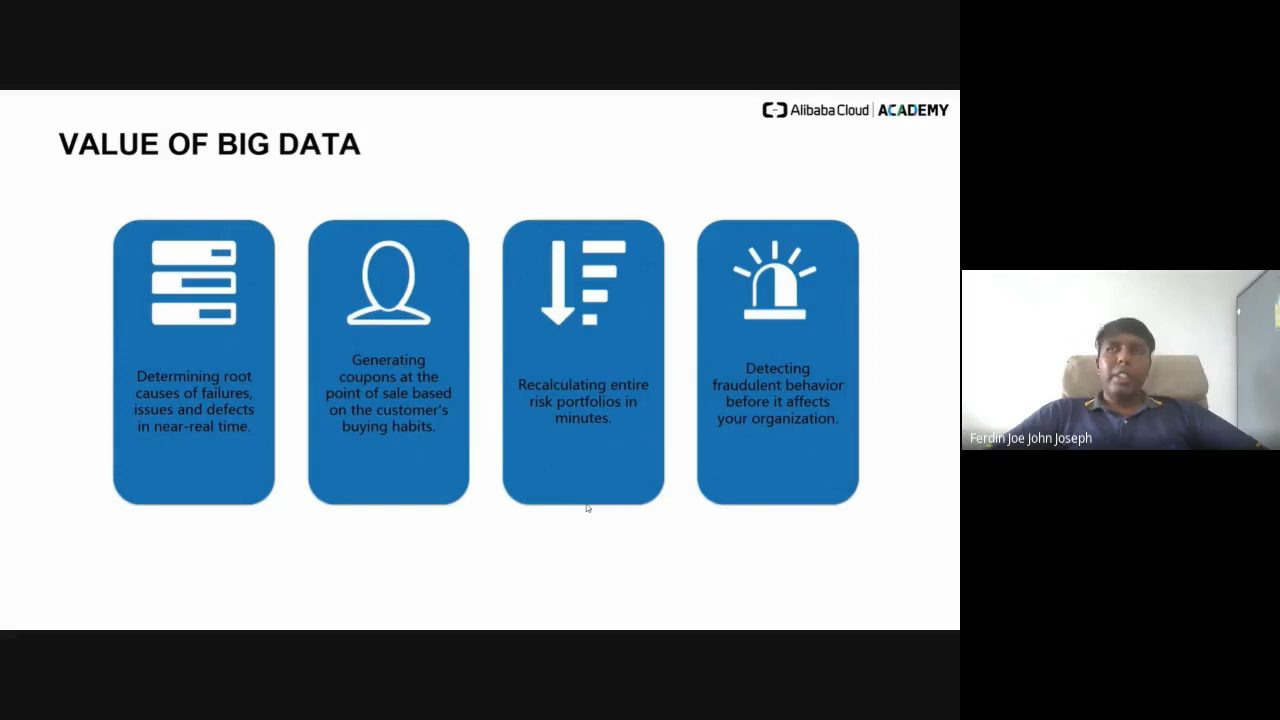 Alibaba Cloud | ACADEMY
VALUE OF BIG DATA
Determining root
causes of failures,
issues and defects
in near-real time.
Generating
coupons at the
point of sale based
on the customer's
buying habits.
Recalculating entire
risk portfolios in
minutes.
Detecting
fraudulent behavior
before it affects
your organization.
Ferdin Joe John Joseph